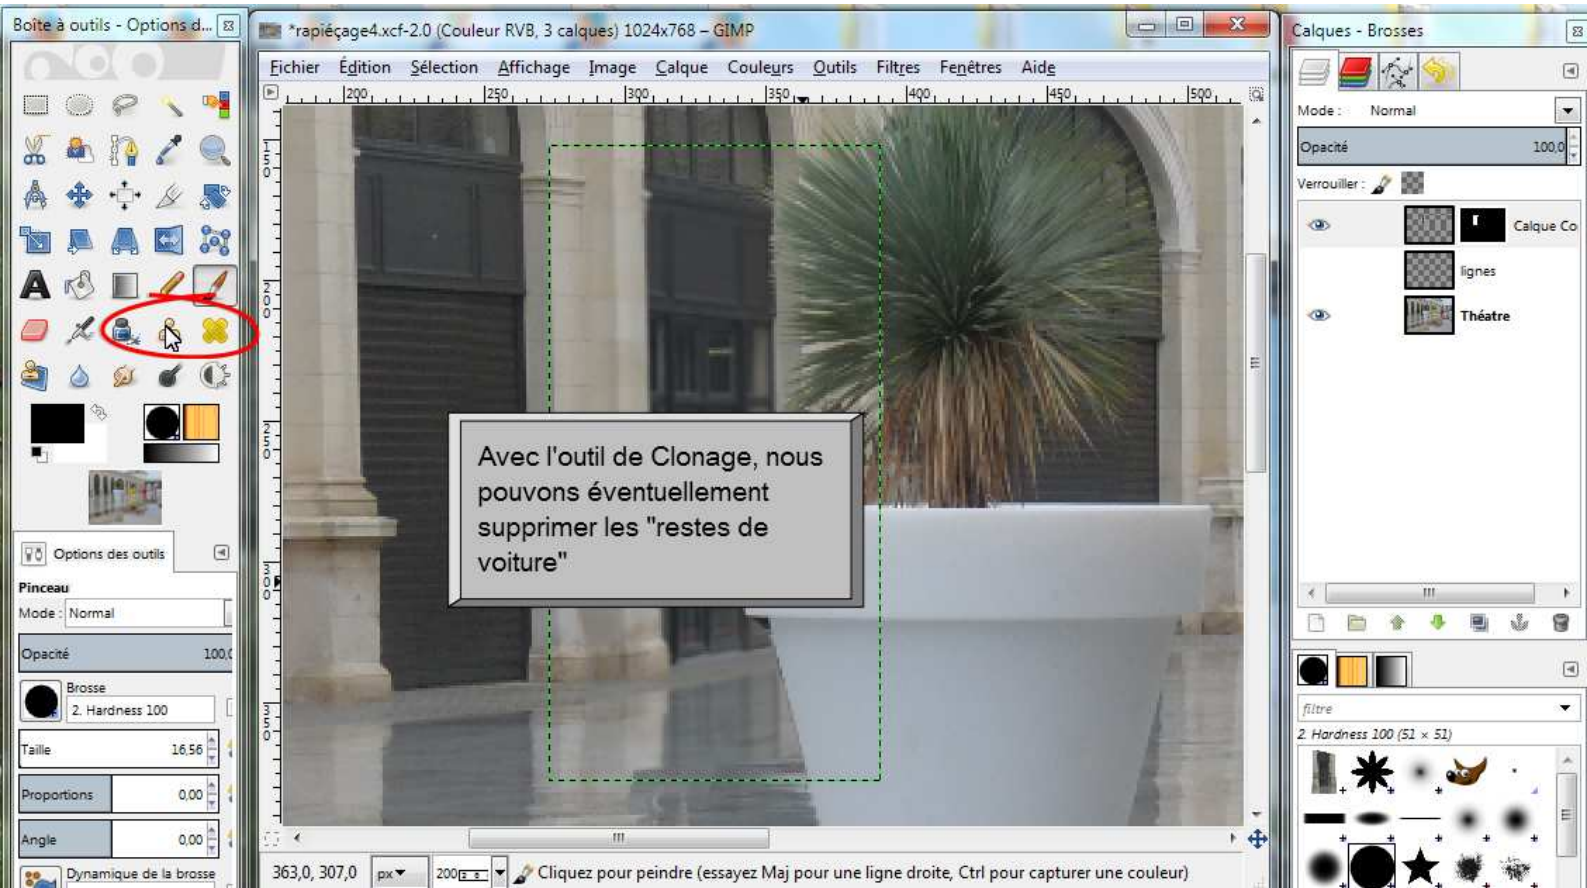 Boîte à outils - Options d...
*rapiéçage4.xcf-2.0 (Couleur RVB, 3 calques) 1024x768 – GIMP
Calques - Brosses
Fichier Édition Sélection Affichage Image Calque Couleurs Outils Filtres Fenêtres Aide
200 250 300 350 400 450 500
Mode : Normal
Opacité 100,0
Verrouiller :
Calque Co
lignes
Théatre
150
200
250
300
350
Avec l'outil de Clonage, nous
pouvons éventuellement
supprimer les "restes de
voiture"
Options des outils
Pinceau
Mode : Normal
Opacité 100,0
Brosse
2. Hardness 100
Taille 16,56
Proportions 0,00
Angle 0,00
Dynamique de la brosse
filtre
2. Hardness 100 (51 × 51)
363,0, 307,0 px 200 Cliquez pour peindre (essayez Maj pour une ligne droite, Ctrl pour capturer une couleur)